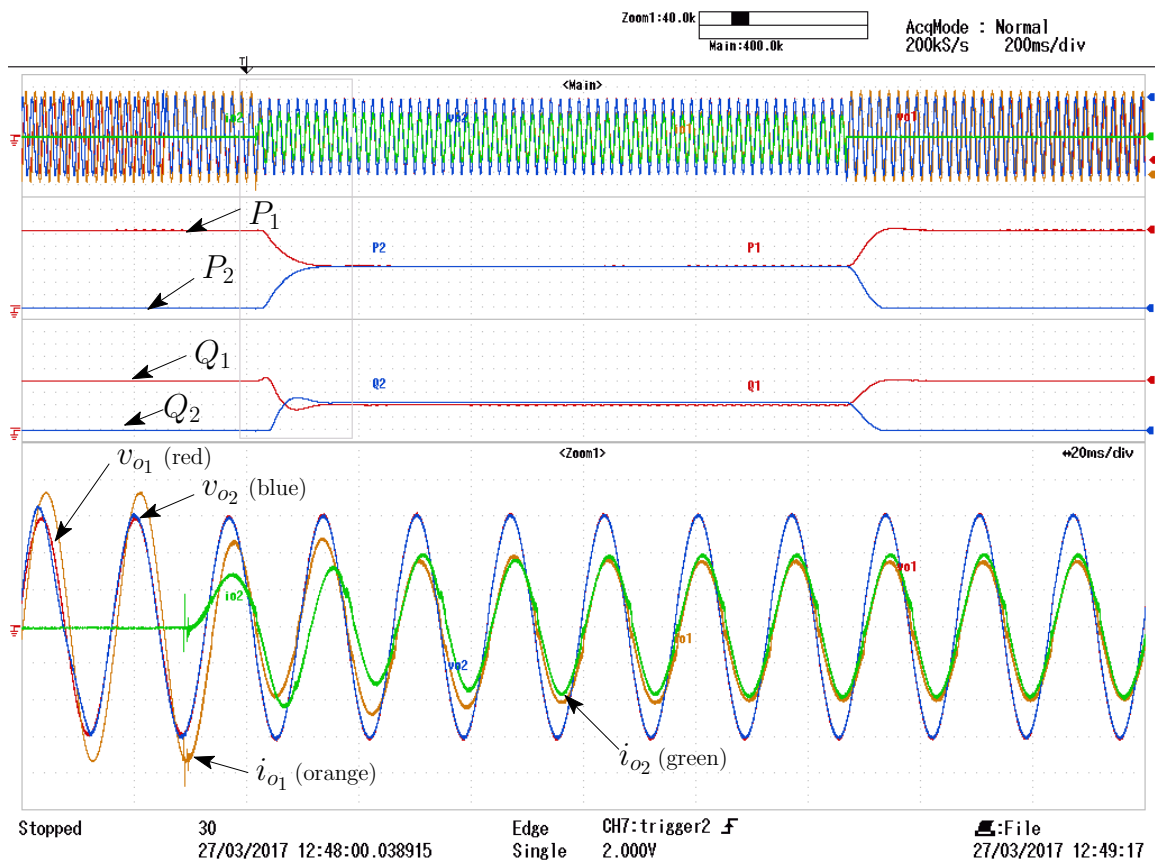 Zoom1:40.0k
Main:400.0k
AcqMode : Normal
200kS/s 200ms/div
T
<Main>
io2
vo2
io1
vo1
P1
P2
P2
P1
Q1
Q2
Q2
Q1
<Zoom1>
20ms/div
vo1 (red)
vo2 (blue)
io2
vo1
io1
vo2
io1 (orange)
io2 (green)
Stopped 30 Edge CH7:trigger2 :File
27/03/2017 12:48:00.038915 Single 2.000V 27/03/2017 12:49:17